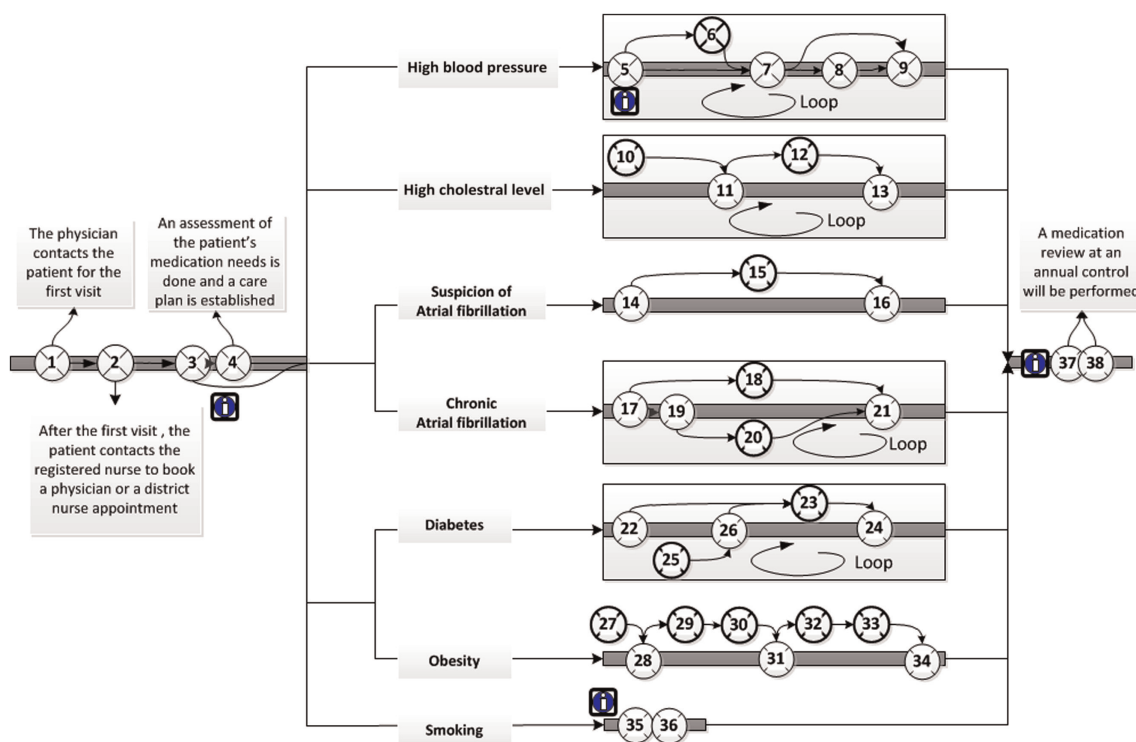 The physician
contacts the
patient for the
first visit
An assessment of
the patient's
medication needs is
done and a care
plan is established
1
2
3
4
After the first visit , the
patient contacts the
registered nurse to book
a physician or a district
nurse appointment
High blood pressure
5
6
7
8
9
Loop
High cholestral level
10
11
12
13
Loop
Suspicion of
Atrial fibrillation
14
15
16
Chronic
Atrial fibrillation
17
18
19
20
21
Loop
Diabetes
22
23
24
25
26
Loop
Obesity
27
28
29
30
31
32
33
34
Smoking
35
36
A medication
review at an
annual control
will be performed
37
38